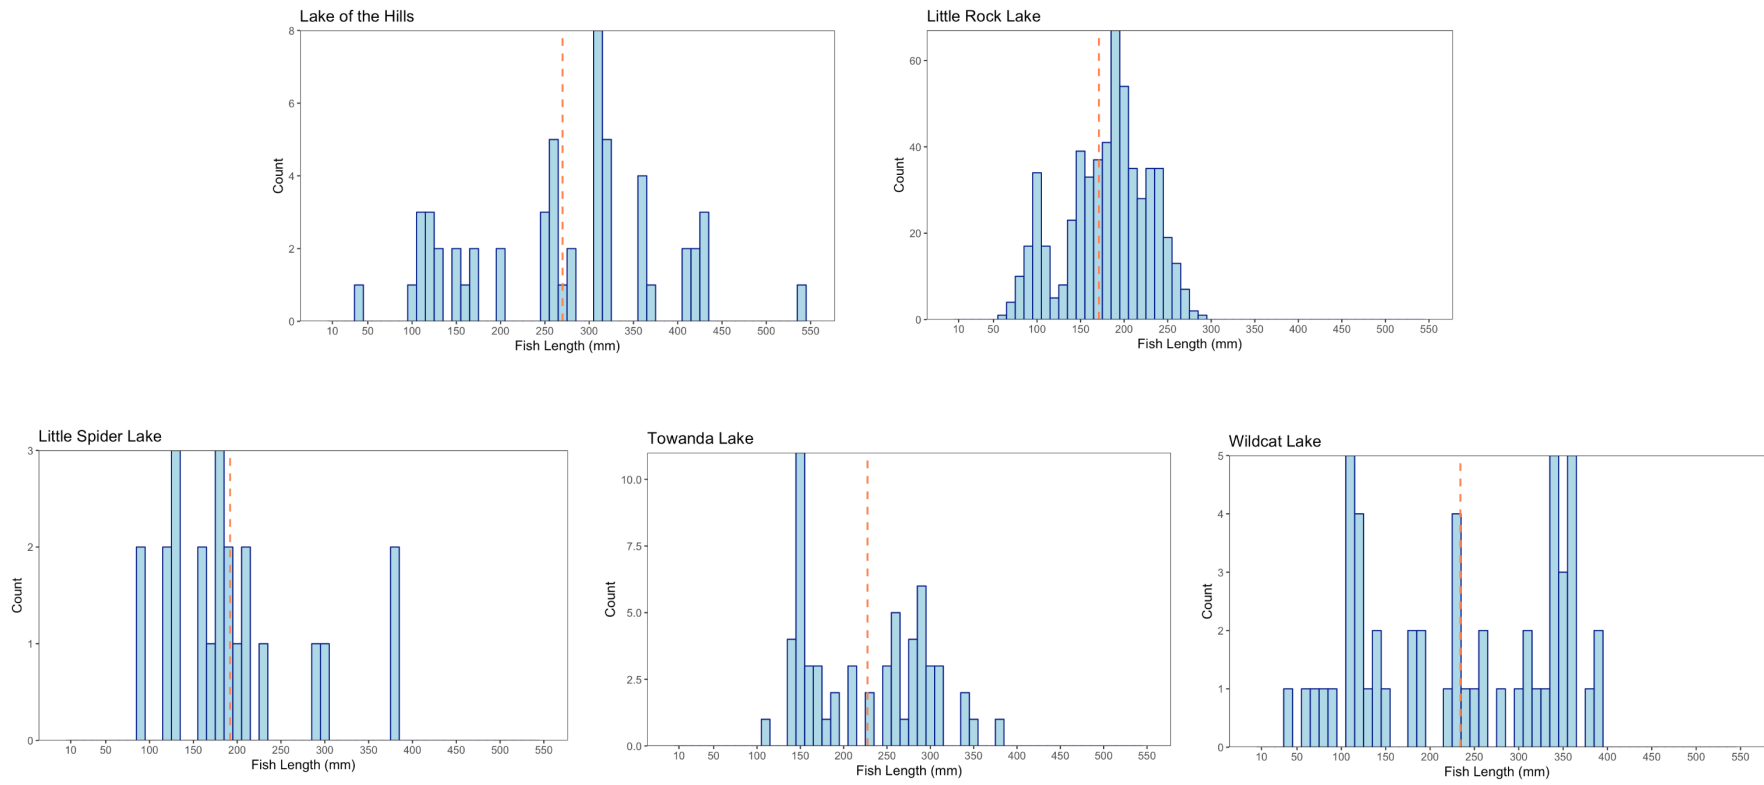 Lake of the Hills
8
6
4
2
0
Count
10 50 100 150 200 250 300 350 400 450 500 550
Fish Length (mm)
Little Rock Lake
60
40
20
0
Count
10 50 100 150 200 250 300 350 400 450 500 550
Fish Length (mm)
Little Spider Lake
3
2
1
0
Count
10 50 100 150 200 250 300 350 400 450 500 550
Fish Length (mm)
Towanda Lake
10.0
7.5
5.0
2.5
0.0
Count
10 50 100 150 200 250 300 350 400 450 500 550
Fish Length (mm)
Wildcat Lake
5
4
3
2
1
0
Count
10 50 100 150 200 250 300 350 400 450 500 550
Fish Length (mm)